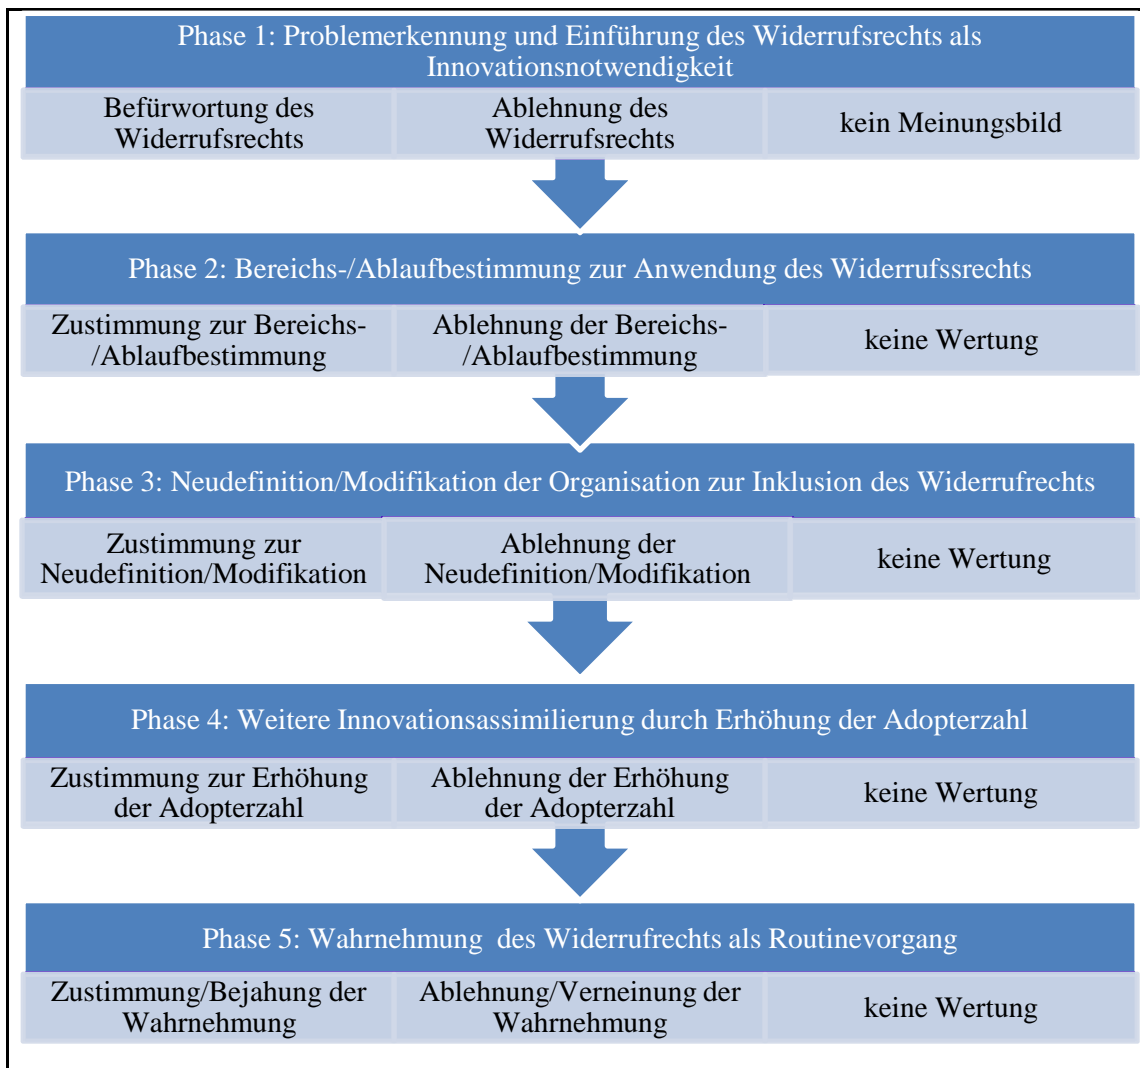 Phase 1: Problemerkennung und Einführung des Widerrufsrechts als
Innovationsnotwendigkeit
Befürwortung des
Widerrufsrechts
Ablehnung des
Widerrufsrechts
kein Meinungsbild
Phase 2: Bereichs-/Ablaufbestimmung zur Anwendung des Widerrufssrechts
Zustimmung zur Bereichs-
/Ablaufbestimmung
Ablehnung der Bereichs-
/Ablaufbestimmung
keine Wertung
Phase 3: Neudefinition/Modifikation der Organisation zur Inklusion des Widerrufrechts
Zustimmung zur
Neudefinition/Modifikation
Ablehnung der
Neudefinition/Modifikation
keine Wertung
Phase 4: Weitere Innovationsassimilierung durch Erhöhung der Adopterzahl
Zustimmung zur Erhöhung
der Adopterzahl
Ablehnung der Erhöhung
der Adopterzahl
keine Wertung
Phase 5: Wahrnehmung  des Widerrufrechts als Routinevorgang
Zustimmung/Bejahung der
Wahrnehmung
Ablehnung/Verneinung der
Wahrnehmung
keine Wertung